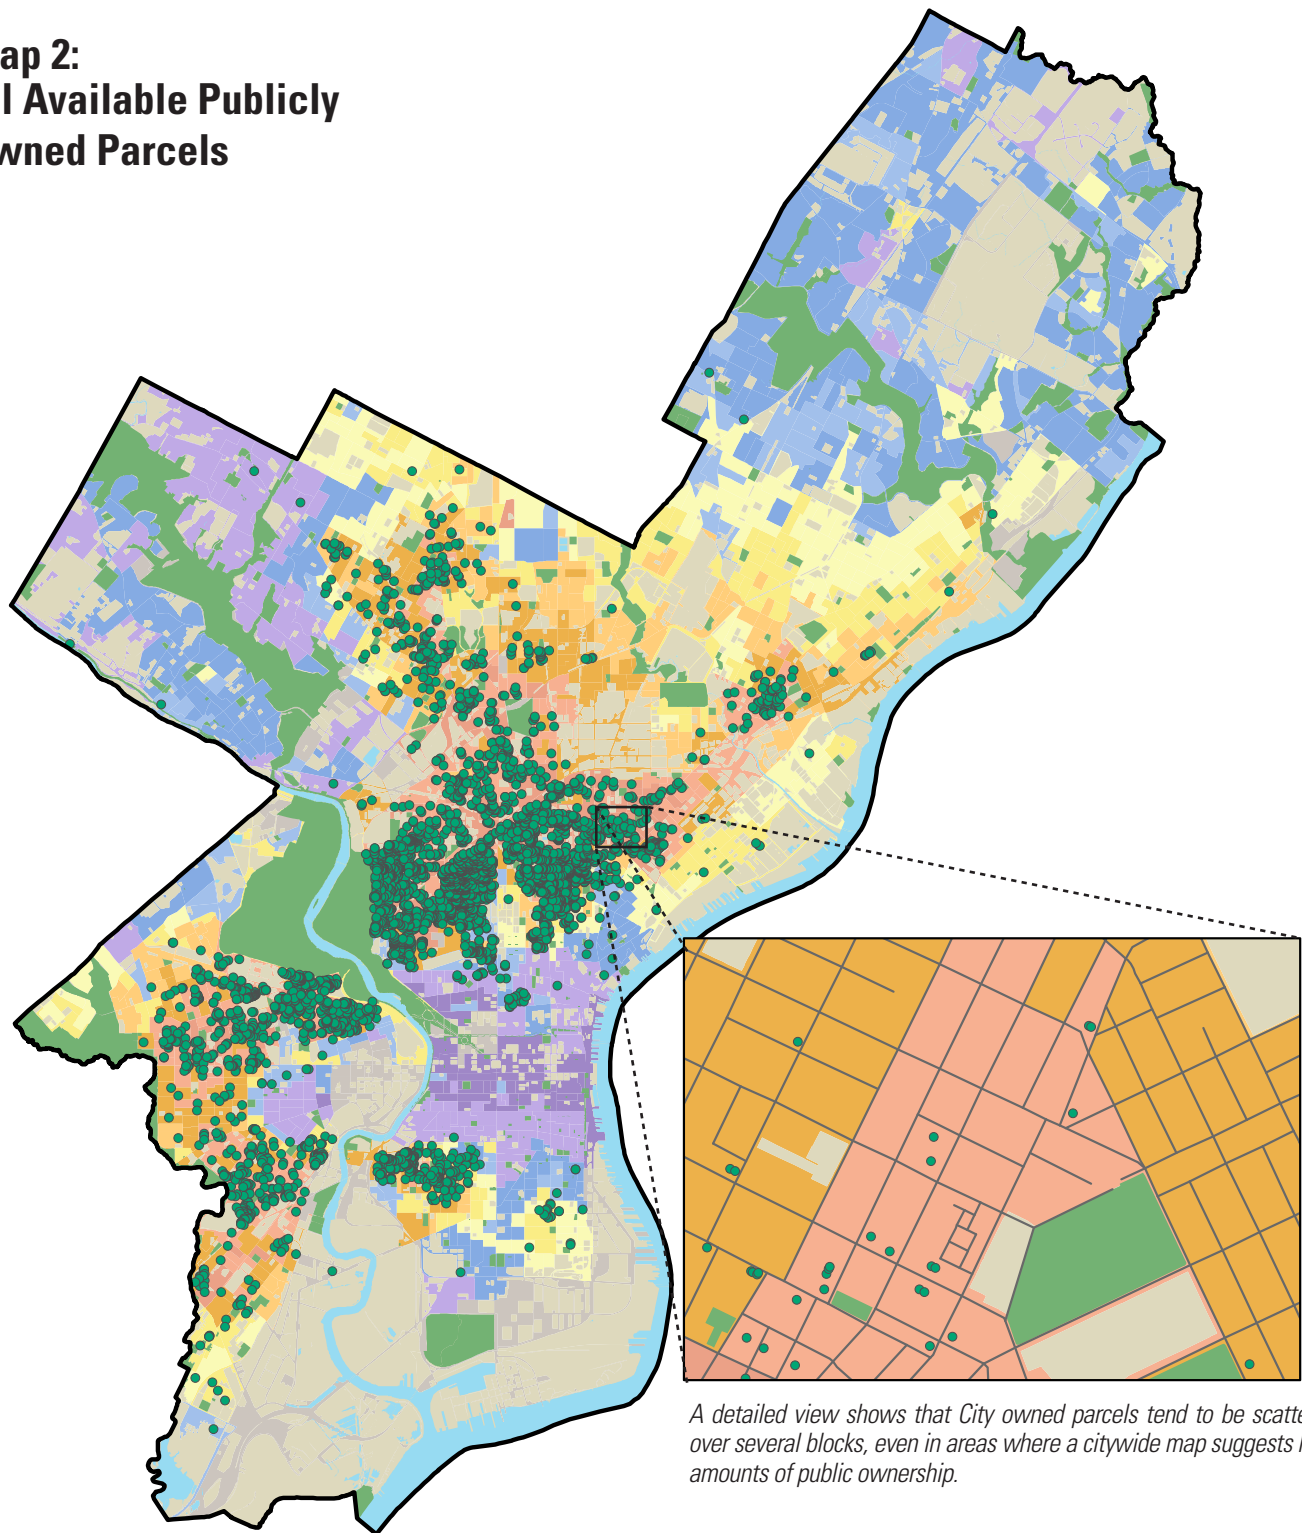 ap 2:
l Available Publicly
wned Parcels
A detailed view shows that City owned parcels tend to be scatte
over several blocks, even in areas where a citywide map suggests
amounts of public ownership.